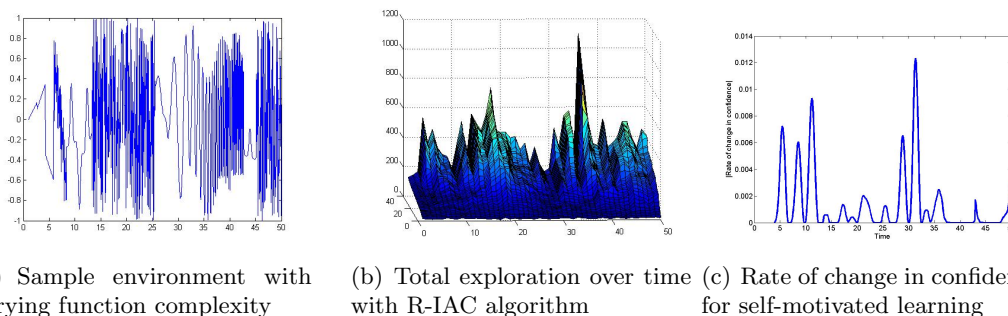 1
0.8
0.6
0.4
0.2
0
-0.2
-0.4
-0.6
-0.8
-1
0 5 10 15 20 25 30 35 40 45 50
1200
1000
800
600
400
200
0
20
40
0 10 20 30 40 50
0.014
0.012
0.01
0.008
0.006
0.004
0.002
0
|Rate of change in confidence|
0 5 10 15 20 25 30 35 40 45 50
Time
) Sample environment with
rying function complexity
(b) Total exploration over time
with R-IAC algorithm
(c) Rate of change in confide
for self-motivated learning